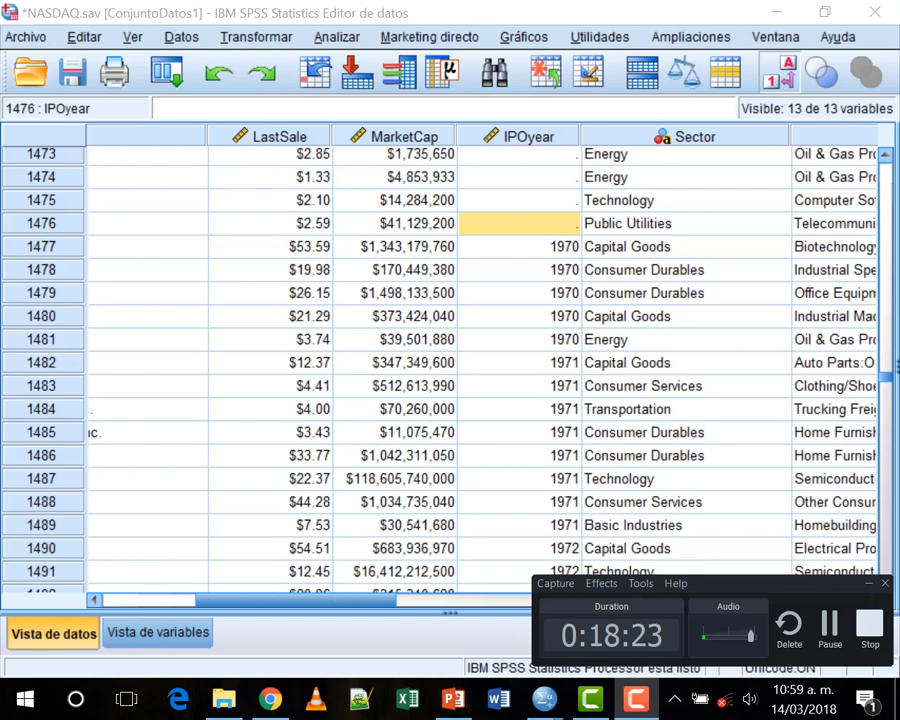 *NASDAQ.sav [ConjuntoDatos1] - IBM SPSS Statistics Editor de datos
Archivo Editar Ver Datos Transformar Analizar Marketing directo Gráficos Utilidades Ampliaciones Ventana Ayuda
1476 : IPOyear Visible: 13 de 13 variables
LastSale MarketCap IPOyear Sector
1473 $2.85 $1,735,650 . Energy Oil & Gas Pro
1474 $1.33 $4,853,933 . Energy Oil & Gas Pro
1475 $2.10 $14,284,200 . Technology Computer Sof
1476 $2.59 $41,129,200 . Public Utilities Telecommuni
1477 $53.59 $1,343,179,760 1970 Capital Goods Biotechnology
1478 $19.98 $170,449,380 1970 Consumer Durables Industrial Spe
1479 $26.15 $1,498,133,500 1970 Consumer Durables Office Equipm
1480 $21.29 $373,424,040 1970 Capital Goods Industrial Mac
1481 $3.74 $39,501,880 1970 Energy Oil & Gas Pro
1482 $12.37 $347,349,600 1971 Capital Goods Auto Parts:O
1483 $4.41 $512,613,990 1971 Consumer Services Clothing/Shoe
1484 . $4.00 $70,260,000 1971 Transportation Trucking Frei
1485 nc. $3.43 $11,075,470 1971 Consumer Durables Home Furnish
1486 $33.77 $1,042,311,050 1971 Consumer Durables Home Furnish
1487 $22.37 $118,605,740,000 1971 Technology Semiconduct
1488 $44.28 $1,034,735,040 1971 Consumer Services Other Consu
1489 $7.53 $30,541,680 1971 Basic Industries Homebuilding
1490 $54.51 $683,936,970 1972 Capital Goods Electrical Pro
1491 $12.45 $16,412,212,500 1972 Technology Semiconduct
Capture Effects Tools Help
Duration Audio
0:18:23
Delete Pause Stop
Vista de datos Vista de variables
IBM SPSS Statistics Processor está listo Unicode:ON
10:59 a. m.
14/03/2018
1